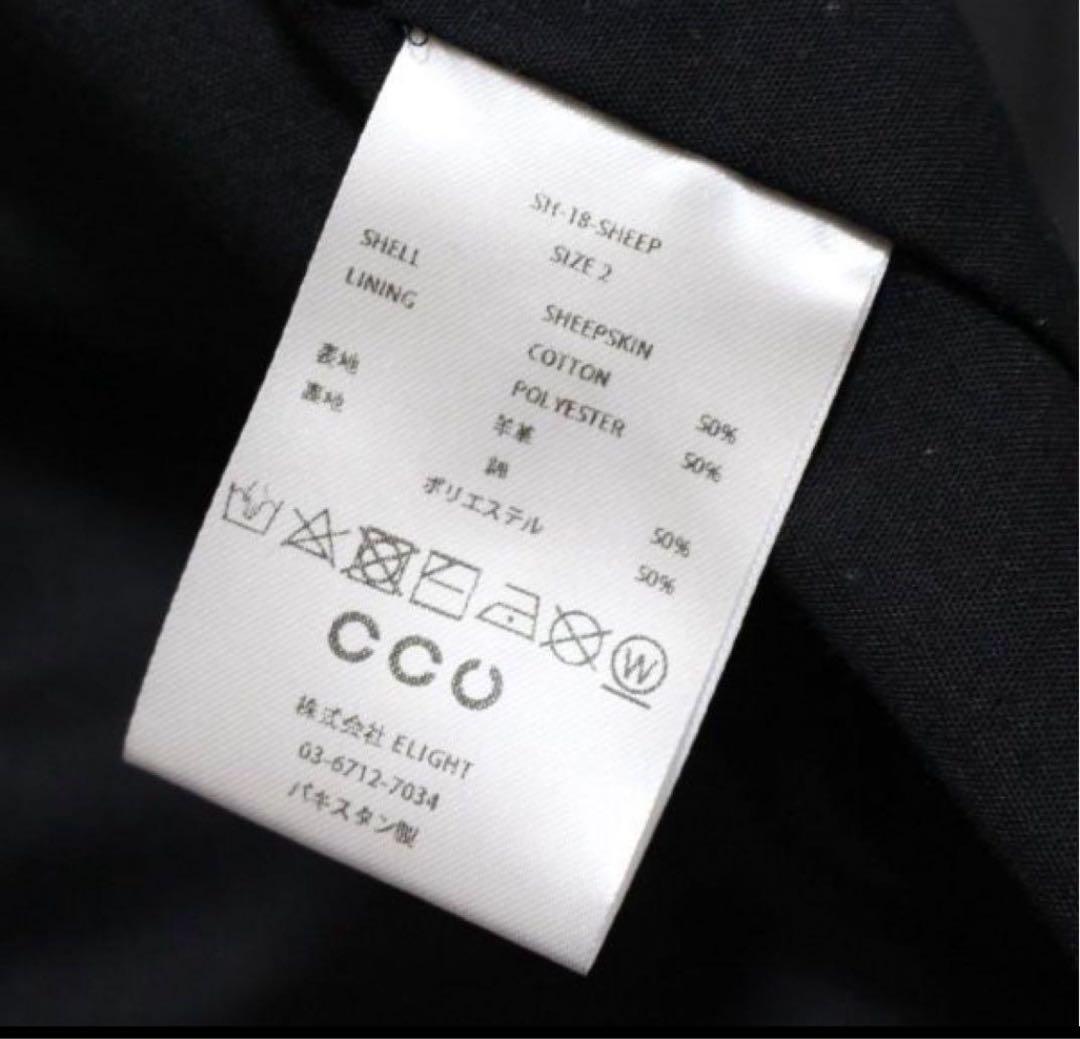 SH-18-SHEEP
SIZE 2
SHELL SHEEPSKIN
LINING COTTON 50%
POLYESTER 50%
表地 羊革
裏地 綿 50%
ポリエステル 50%
W
CCU
株式会社 ELIGHT
03-6712-7034
パキスタン製